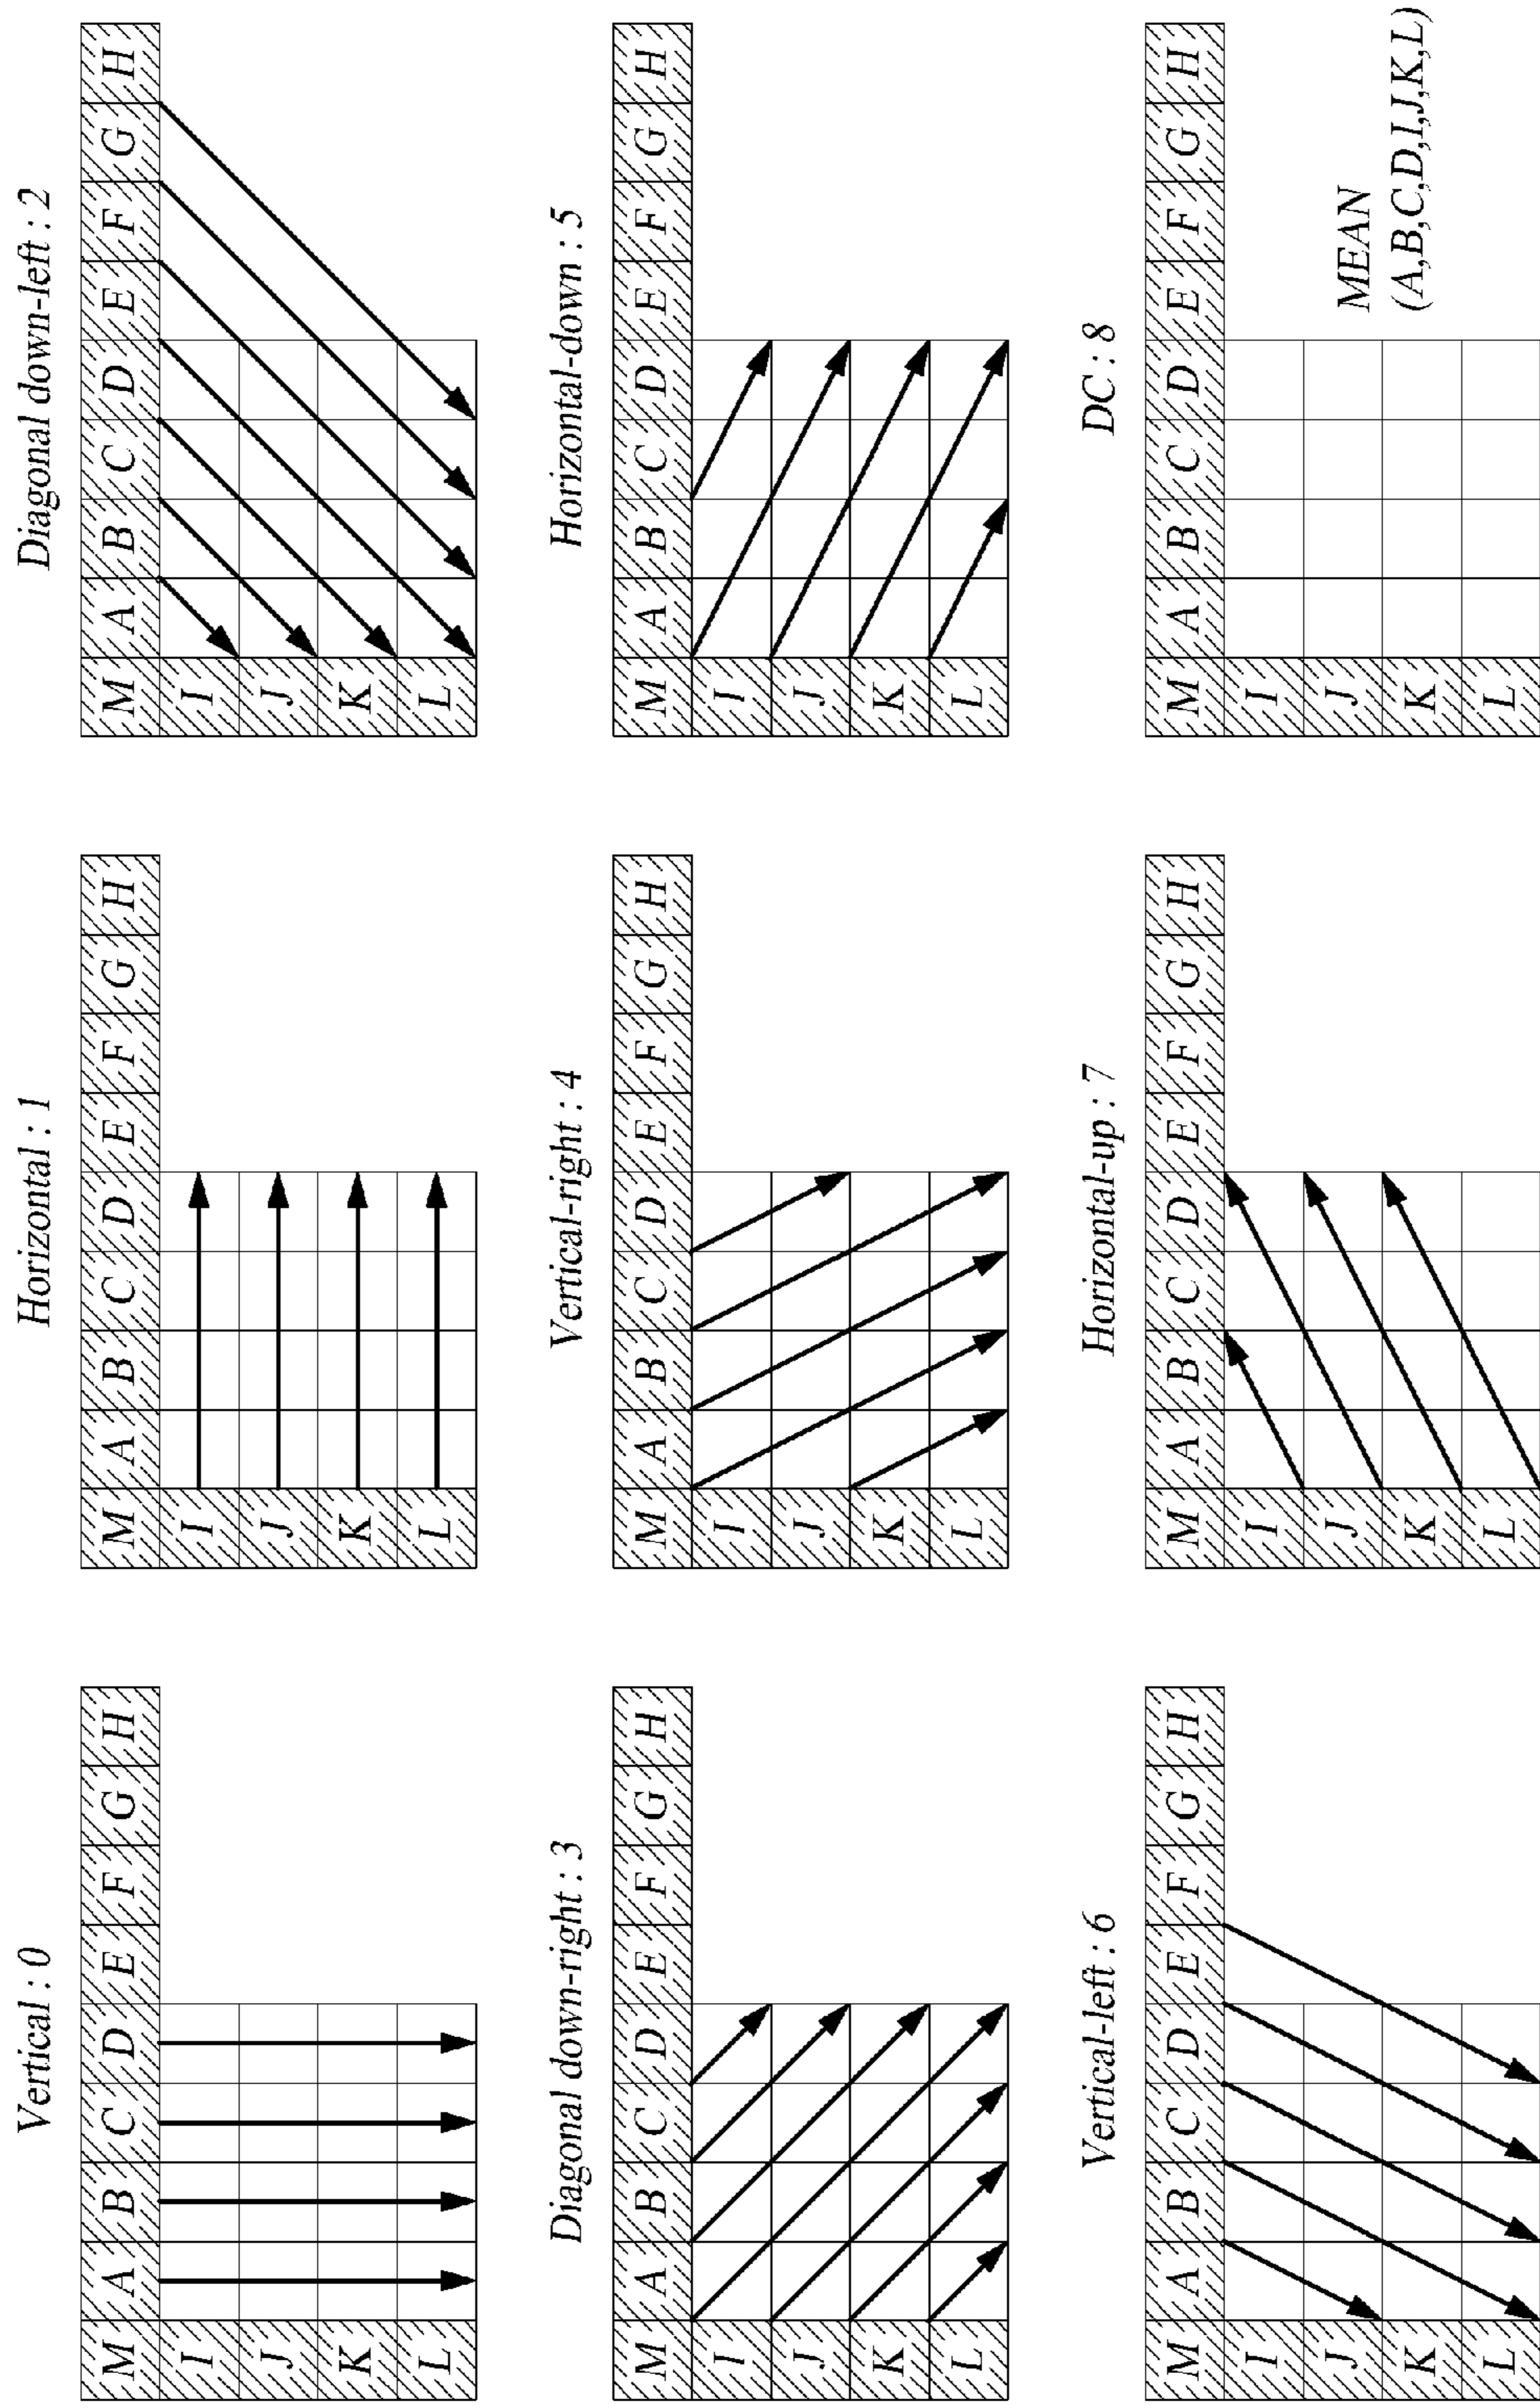 Vertical : 0
M A B C D E F G H
I
J
K
L
Horizontal : 1
M A B C D E F G H
I
J
K
L
Diagonal down-left : 2
M A B C D E F G H
I
J
K
L
Diagonal down-right : 3
M A B C D E F G H
I
J
K
L
Vertical-right : 4
M A B C D E F G H
I
J
K
L
Horizontal-down : 5
M A B C D E F G H
I
J
K
L
Vertical-left : 6
M A B C D E F G H
I
J
K
L
Horizontal-up : 7
M A B C D E F G H
I
J
K
L
DC : 8
M A B C D E F G H
I
J
K
L
MEAN
(A,B,C,D,I,J,K,L)